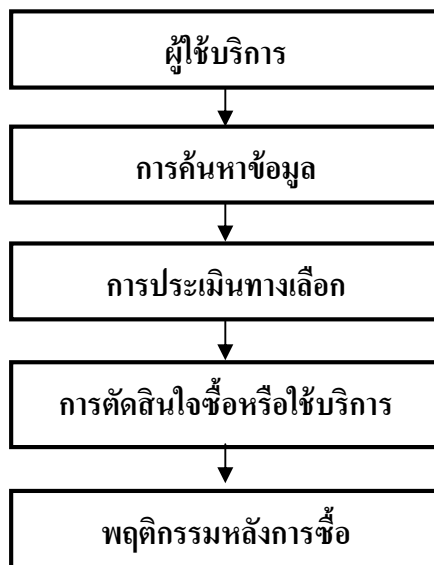 ผู้ใช้บริการ
การค้นหาข้อมูล
การประเมินทางเลือก
การตัดสินใจซื้อหรือใช้บริการ
พฤติกรรมหลังการซื้อ